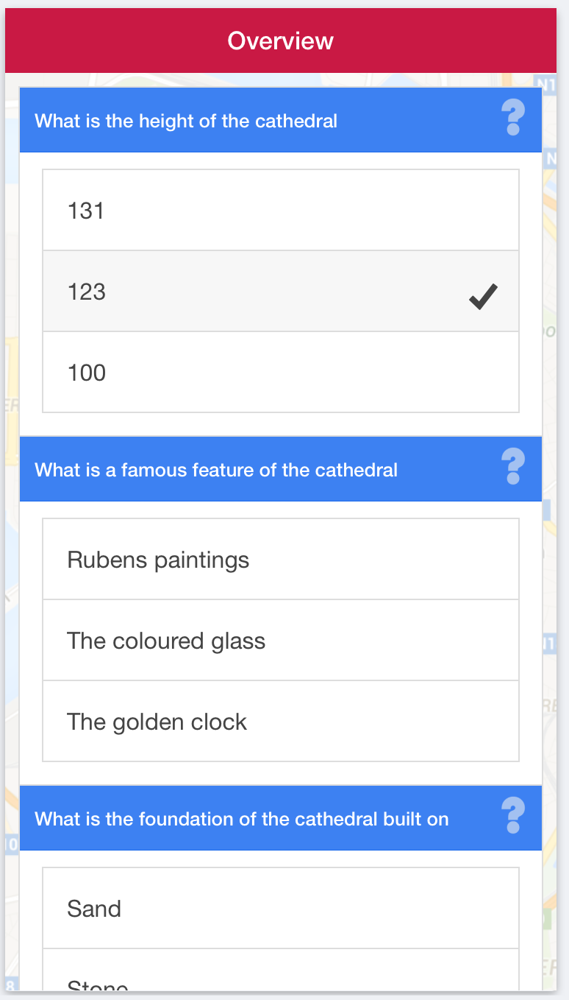 Overview
What is the height of the cathedral
131
123
100
What is a famous feature of the cathedral
Rubens paintings
The coloured glass
The golden clock
What is the foundation of the cathedral built on
Sand
Stone